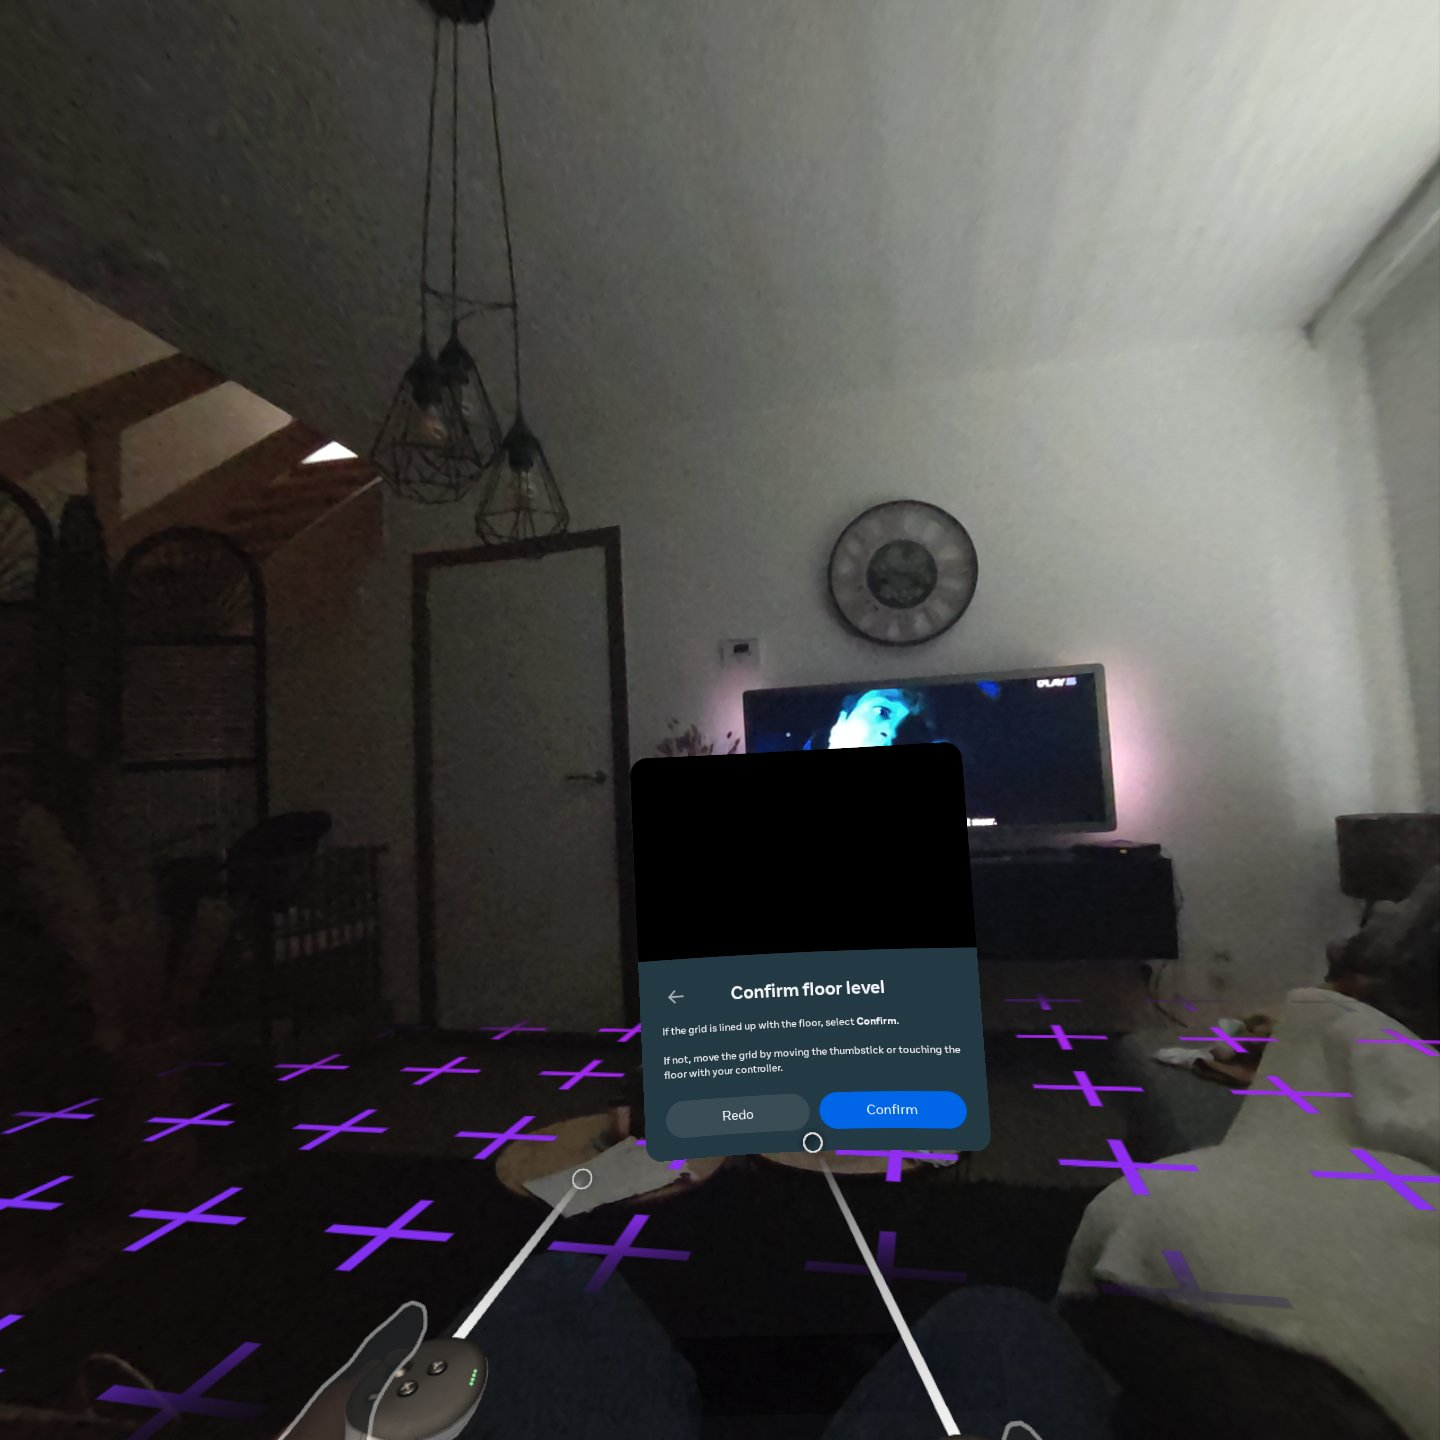 Confirm floor level
If the grid is lined up with the floor, select Confirm.
If not, move the grid by moving the thumbstick or touching the
floor with your controller.
Redo
Confirm